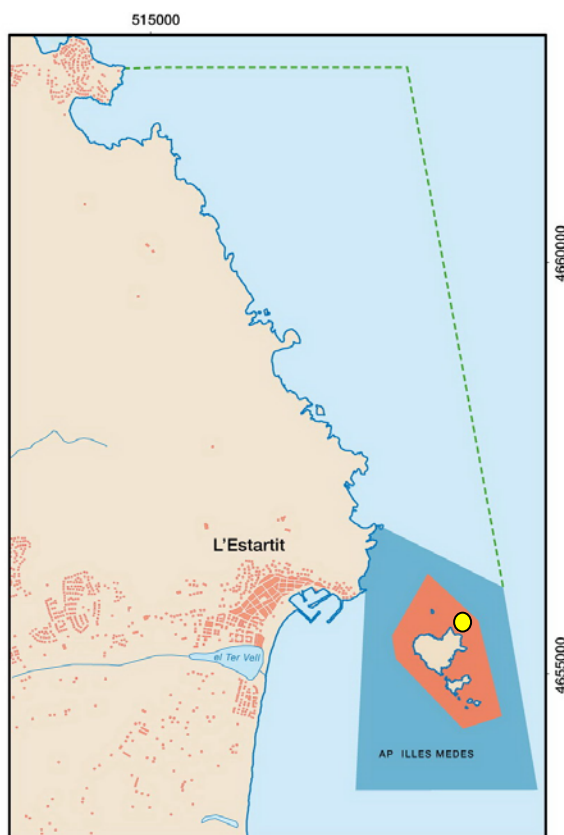 515000
4660000
L'Estartit
el Ter Vell
4655000
AP ILLES MEDES